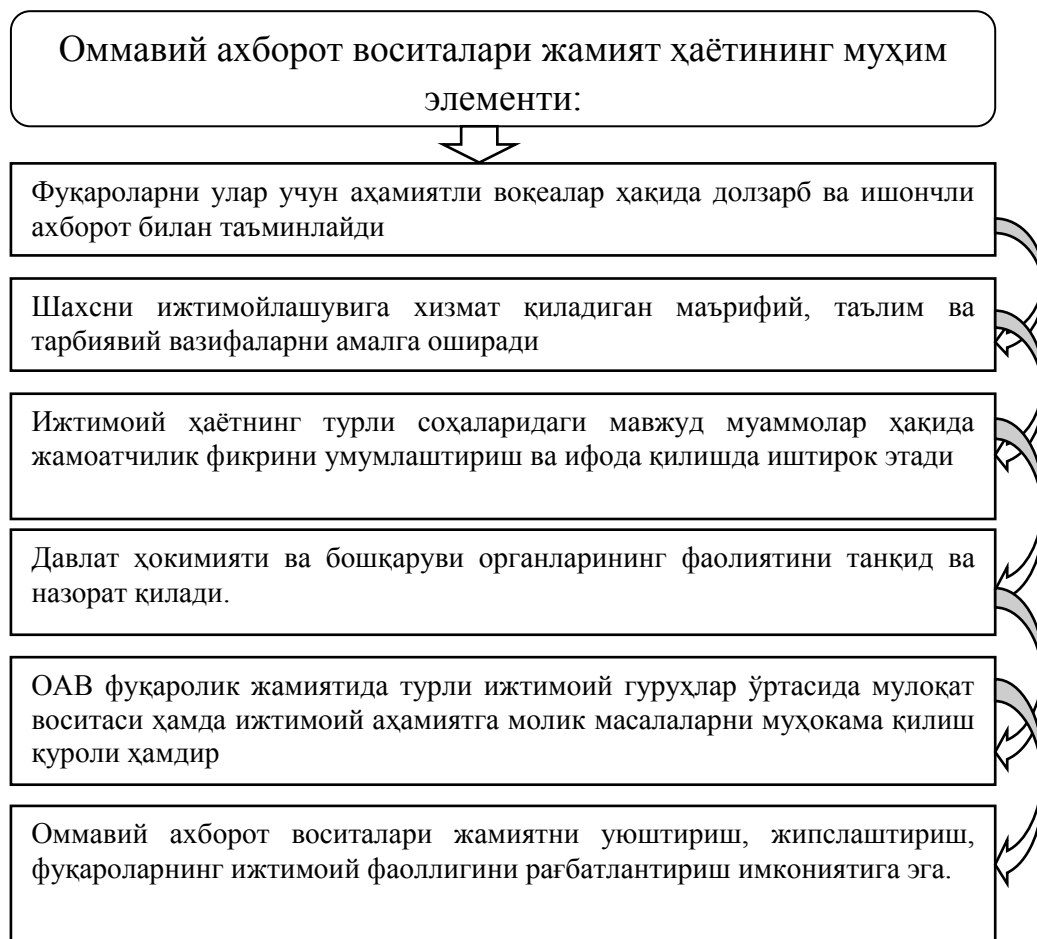 Оммавий ахборот воситалари жамият ҳаётининг муҳим
элементи:
Фуқароларни улар учун аҳамиятли воқеалар ҳақида долзарб ва ишончли
ахборот билан таъминлайди
Шахсни ижтимойлашувига хизмат қиладиган маърифий, таълим ва
тарбиявий вазифаларни амалга оширади
Ижтимоий ҳаётнинг турли соҳаларидаги мавжуд муаммолар ҳақида
жамоатчилик фикрини умумлаштириш ва ифода қилишда иштирок этади
Давлат ҳокимияти ва бошқаруви органларининг фаолиятини танқид ва
назорат қилади.
ОАВ фуқаролик жамиятида турли ижтимоий гуруҳлар ўртасида мулоқат
воситаси ҳамда ижтимоий аҳамиятга молик масалаларни муҳокама қилиш
қуроли ҳамдир
Оммавий ахборот воситалари жамиятни уюштириш, жипслаштириш,
фуқароларнинг ижтимоий фаоллигини рағбатлантириш имкониятига эга.